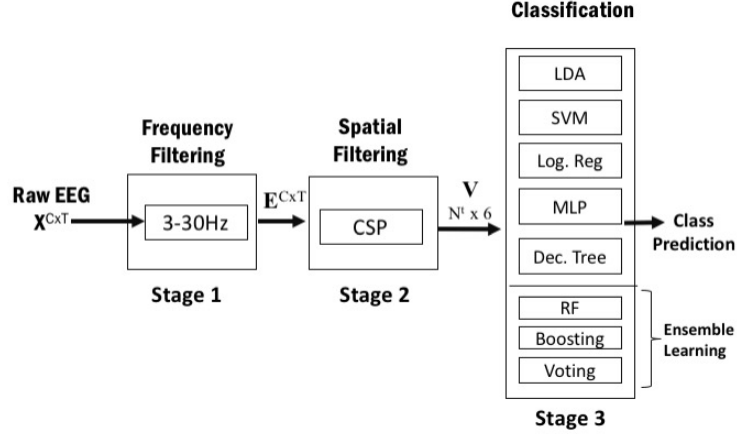 Classification
LDA
SVM
Log. Reg
MLP
Dec. Tree
RF
Boosting
Voting
Stage 3
Frequency
Filtering
3-30Hz
Stage 1
Spatial
Filtering
CSP
Stage 2
Raw EEG
X^CxT
E^CxT
V
N^t x 6
Class
Prediction
Ensemble
Learning